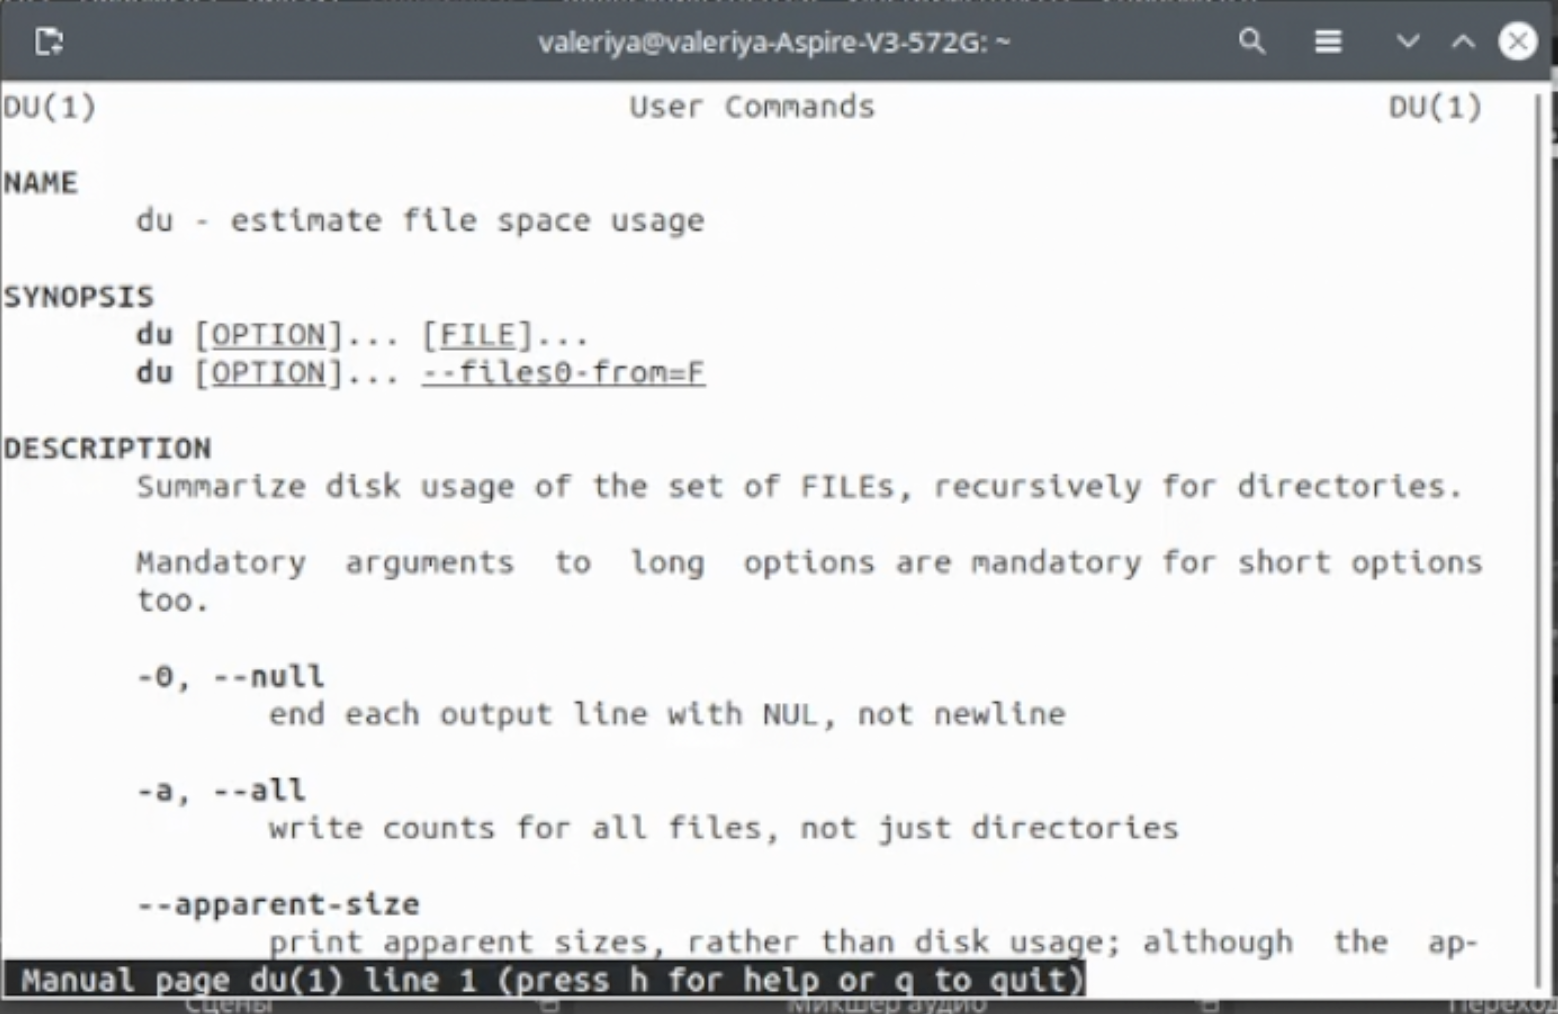 valeriya@valeriya-Aspire-V3-572G: ~
DU(1) User Commands DU(1)
NAME
du - estimate file space usage
SYNOPSIS
du [OPTION]... [FILE]...
du [OPTION]... --files0-from=F
DESCRIPTION
Summarize disk usage of the set of FILEs, recursively for directories.
Mandatory arguments to long options are mandatory for short options
too.
-0, --null
end each output line with NUL, not newline
-a, --all
write counts for all files, not just directories
--apparent-size
print apparent sizes, rather than disk usage; although the ap-
Manual page du(1) line 1 (press h for help or q to quit)
Сцены Микшер аудио